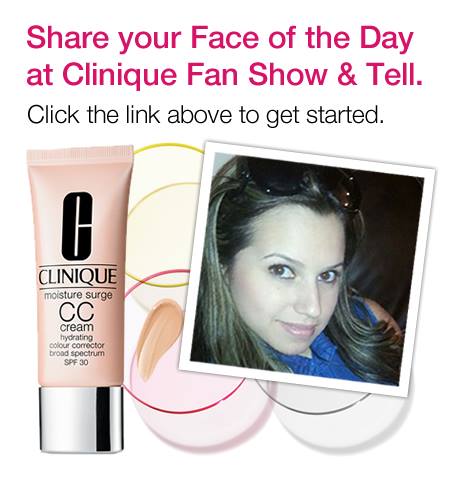 Share your Face of the Day
at Clinique Fan Show & Tell.
Click the link above to get started.
C
CLINIQUE
moisture surge
CC
cream
hydrating
colour corrector
broad spectrum
SPF 30